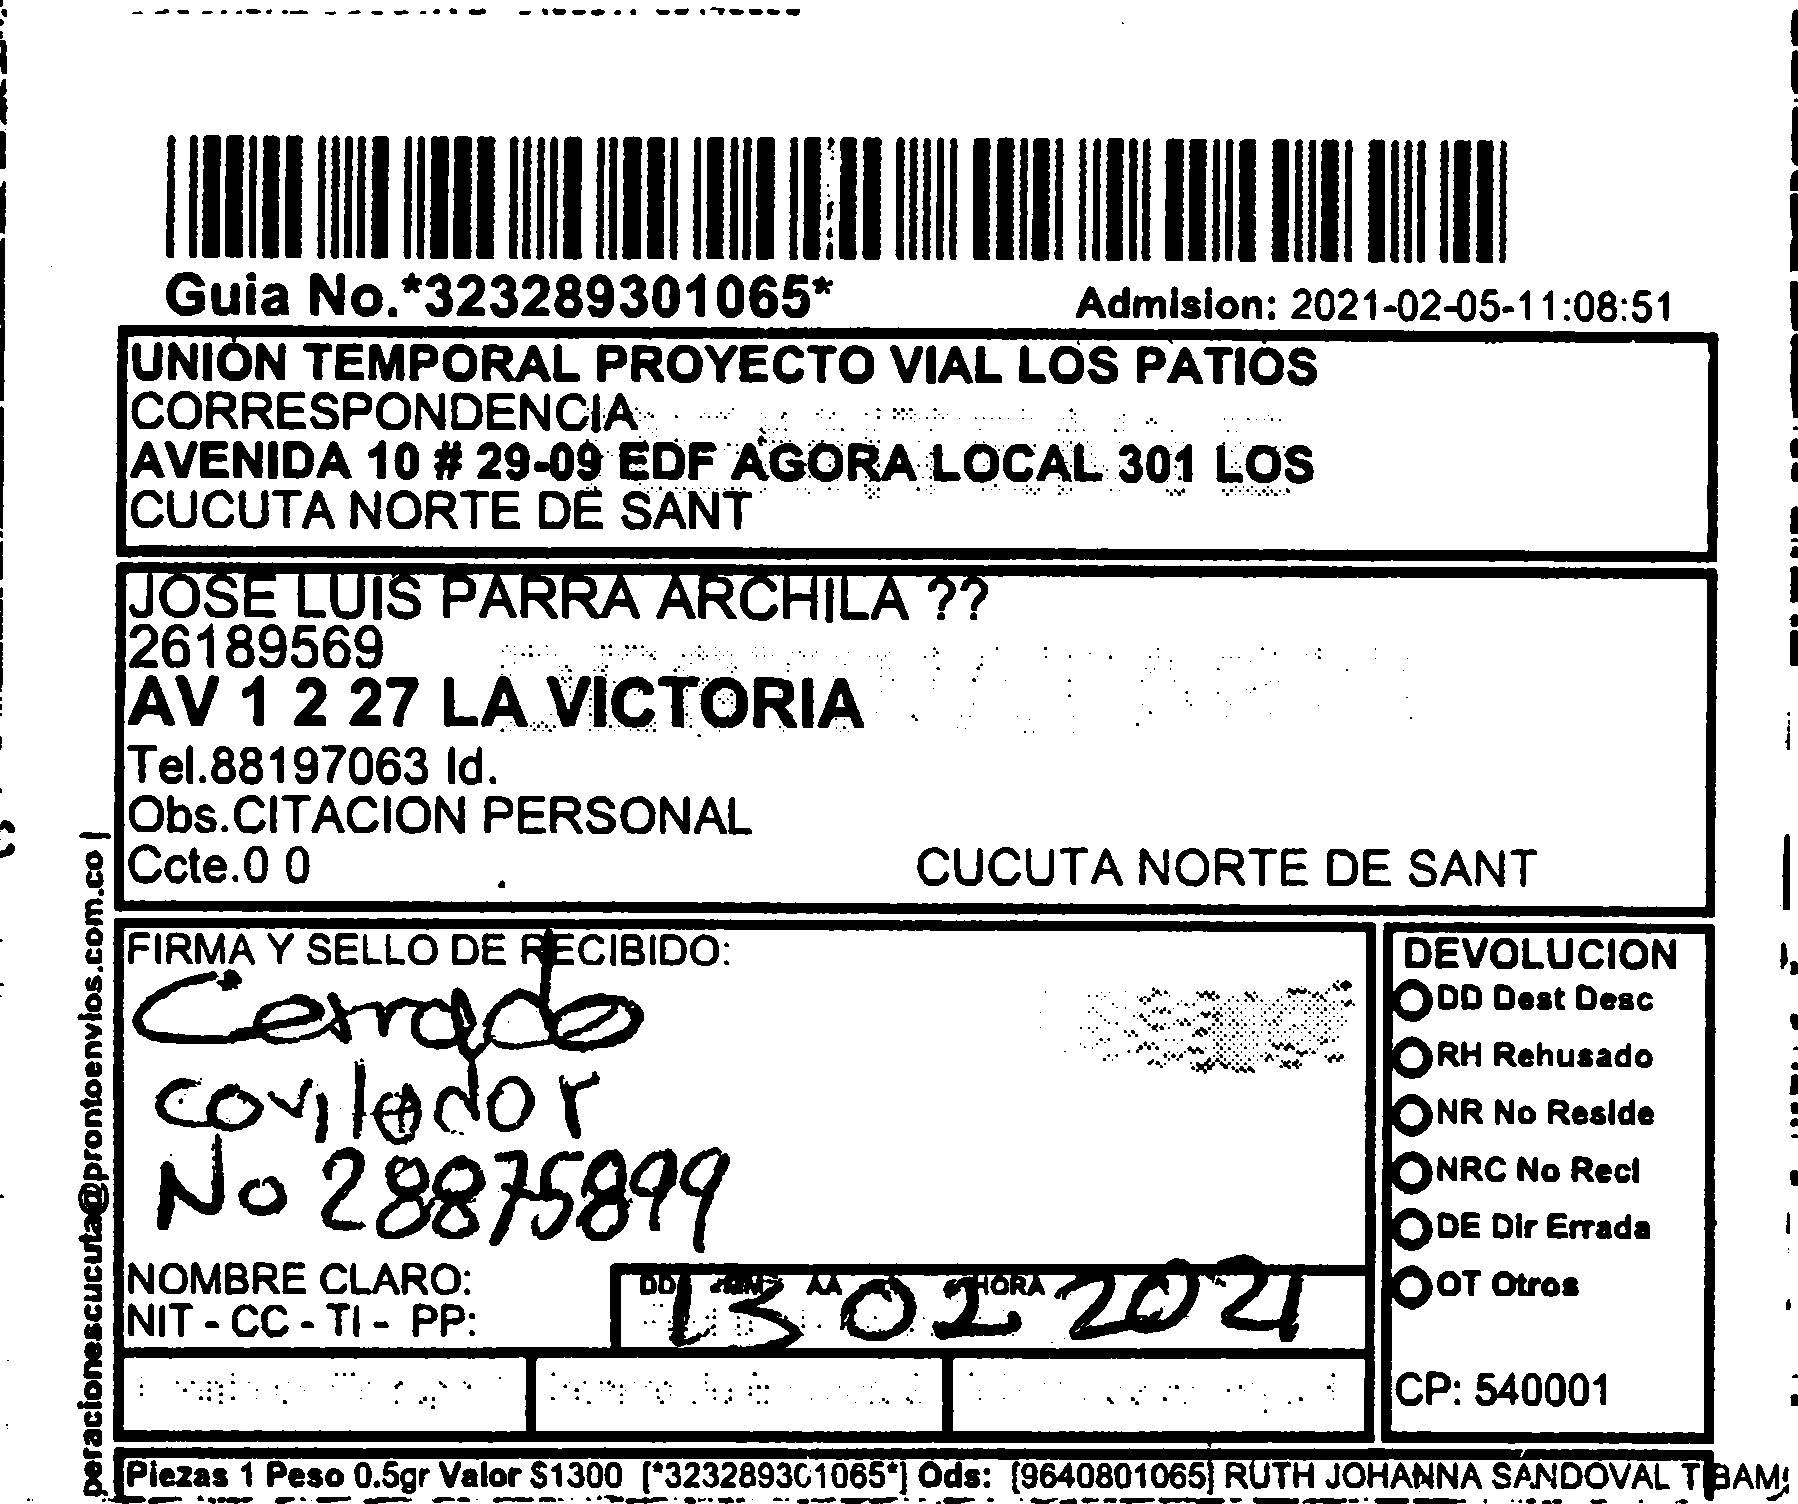 Guia No.*323289301065*
Admision: 2021-02-05-11:08:51
UNIÓN TEMPORAL PROYECTO VIAL LOS PATIOS
CORRESPONDENCIA
AVENIDA 10 # 29-09 EDF AGORA LOCAL 301 LOS
CUCUTA NORTE DE SANT
JOSE LUIS PARRA ARCHILA ??
26189569
AV 1 2 27 LA VICTORIA
Tel.88197063 Id.
Obs.CITACION PERSONAL
Ccte.0 0
CUCUTA NORTE DE SANT
FIRMA Y SELLO DE RECIBIDO:
Cerrado
No 28875899
NOMBRE CLARO:
NIT - CC - TI - PP:
DD MM AA HORA
13 02 2021
DEVOLUCION
DD Dest Desc
RH Rehusado
NR No Reside
NRC No Recl
DE Dir Errada
OT Otros
CP: 540001
peracionescucuta@prontoenvios.com.co |
Piezas 1 Peso 0.5gr Valor $1300 [*323289301065*] Ods: [9640801065] RUTH JOHANNA SANDOVAL TIBAM